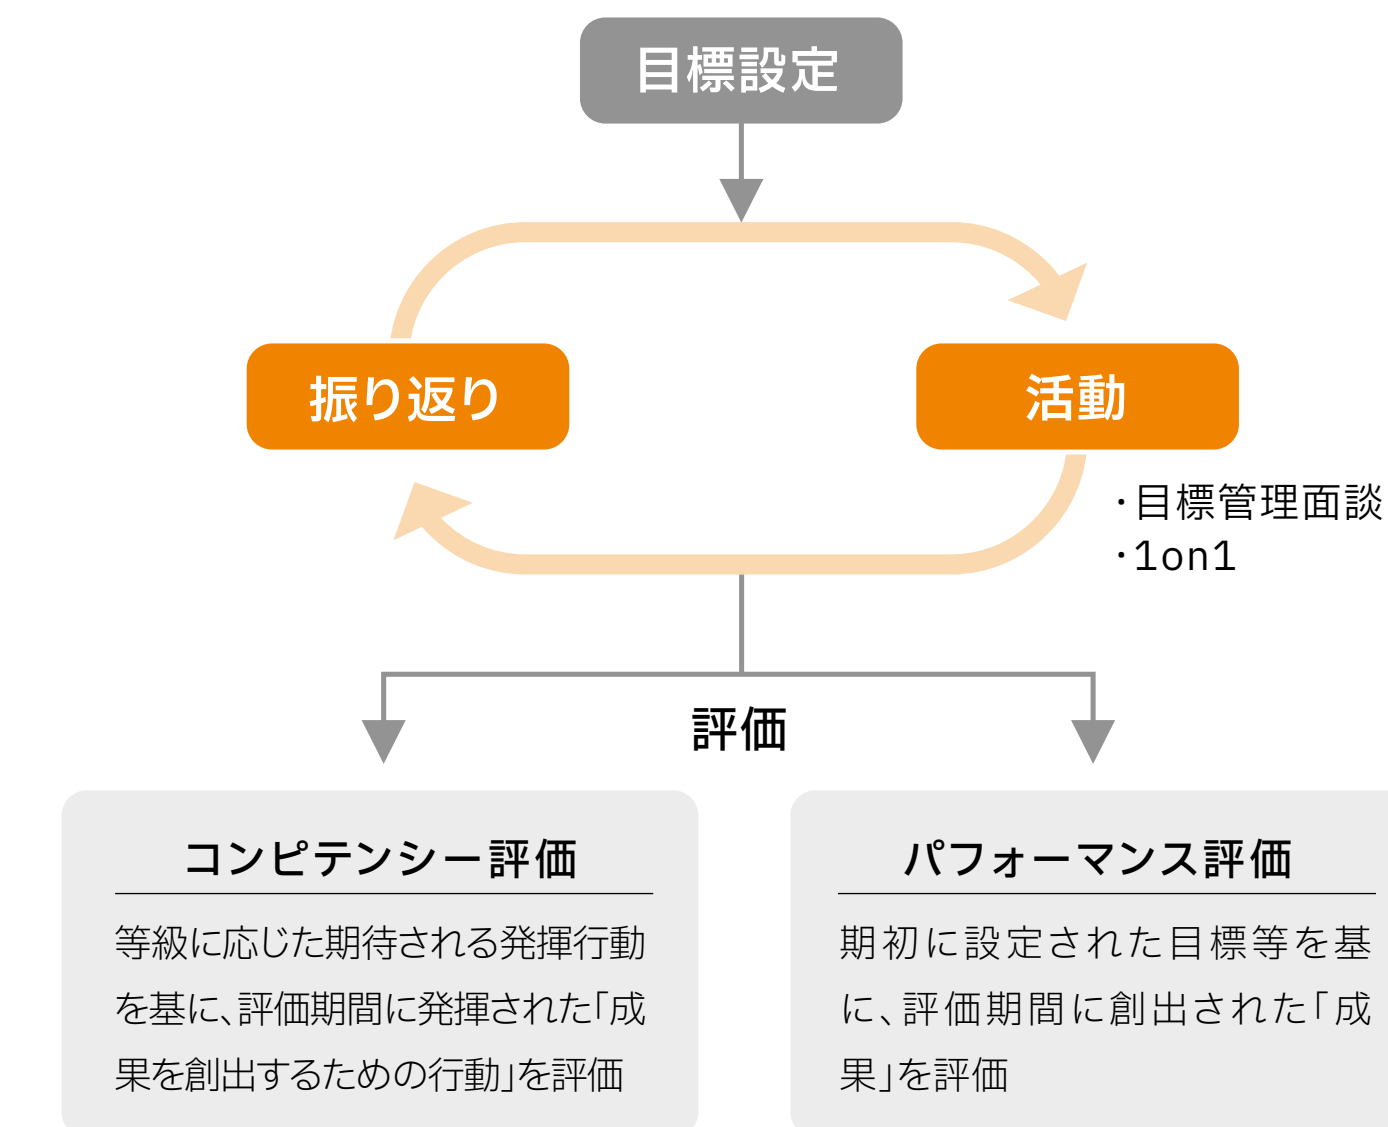 目標設定
振り返り
活動
・目標管理面談
・1on1
評価
コンピテンシー評価
等級に応じた期待される発揮行動
を基に、評価期間に発揮された「成
果を創出するための行動」を評価
パフォーマンス評価
期初に設定された目標等を基
に、評価期間に創出された「成
果」を評価